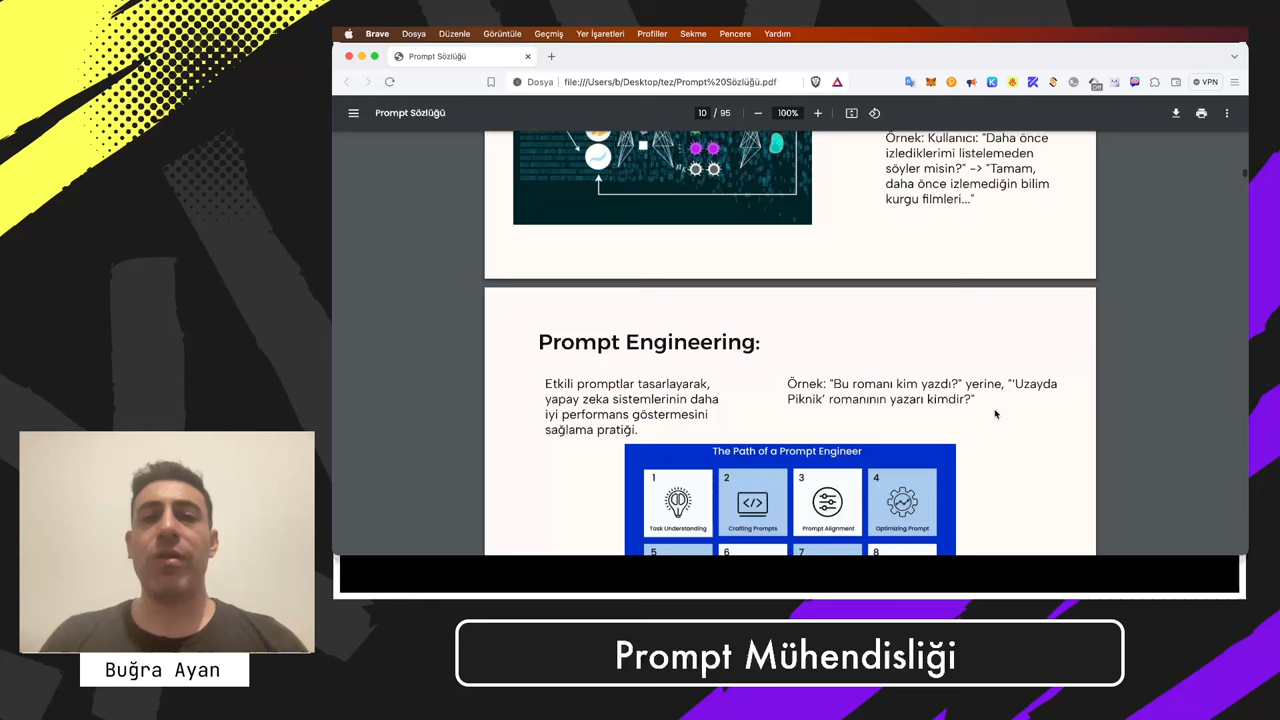 Brave Dosya Düzenle Görüntüle Geçmiş Yer İşaretleri Profiller Sekme Pencere Yardım
Prompt Sözlüğü
Dosya file:///Users/b/Desktop/tez/Prompt%20Sözlüğü.pdf
VPN
Prompt Sözlüğü
10 / 95
100%
Örnek: Kullanıcı: "Daha önce
izlediklerimi listelemeden
söyler misin?" -> "Tamam,
daha önce izlemediğin bilim
kurgu filmleri..."
Prompt Engineering:
Etkili promptlar tasarlayarak,
yapay zeka sistemlerinin daha
iyi performans göstermesini
sağlama pratiği.
Örnek: "Bu romanı kim yazdı?" yerine, "‘Uzayda
Piknik’ romanının yazarı kimdir?"
The Path of a Prompt Engineer
1 2 3 4
Task Understanding Crafting Prompts Prompt Alignment Optimizing Prompt
5 6 7 8
Buğra Ayan
Prompt Mühendisliği